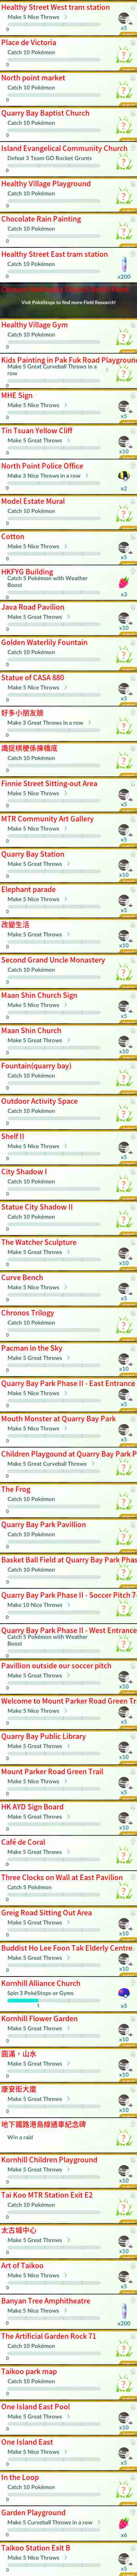 Healthy Street West tram station
Make 5 Nice Throws
0
x5
Place de Victoria
Catch 10 Pokémon
0
North point market
Catch 10 Pokémon
0
Quarry Bay Baptist Church
Catch 10 Pokémon
0
Island Evangelical Community Church
Defeat 3 Team GO Rocket Grunts
0
Healthy Village Playground
Catch 10 Pokémon
0
Chocolate Rain Painting
Catch 10 Pokémon
0
Healthy Street East tram station
Catch 10 Pokémon
0
x200
Visit PokéStops to find more Field Research!
Healthy Village Gym
Catch 10 Pokémon
0
Kids Painting in Pak Fuk Road Playground
Make 5 Great Curveball Throws in a
row
0
MHE Sign
Make 5 Nice Throws
0
x5
Tin Tsuan Yellow Cliff
Make 5 Great Throws
0
x10
North Point Police Office
Make 3 Nice Throws in a row
0
x2
Model Estate Mural
Catch 10 Pokémon
0
Cotton
Make 5 Nice Throws
0
x5
HKFYG Building
Catch 5 Pokémon with Weather
Boost
0
x3
Java Road Pavilion
Make 5 Great Throws
0
x10
Golden Waterlily Fountain
Catch 10 Pokémon
0
Statue of CASA 880
Make 5 Nice Throws
0
x5
好多小朋友臉
Make 3 Great Throws in a row
0
識捉棋梗係揀橋底
Catch 10 Pokémon
0
Finnie Street Sitting-out Area
Make 5 Nice Throws
0
x5
MTR Community Art Gallery
Make 5 Nice Throws
0
x5
Quarry Bay Station
Make 5 Great Throws
0
x10
Elephant parade
Make 5 Nice Throws
0
x5
改變生活
Make 5 Great Throws
0
x10
Second Grand Uncle Monastery
Catch 10 Pokémon
0
Maan Shin Church Sign
Make 5 Nice Throws
0
x5
Maan Shin Church
Make 5 Great Throws
0
x10
Fountain(quarry bay)
Catch 10 Pokémon
0
Outdoor Activity Space
Catch 10 Pokémon
0
Shelf II
Make 5 Nice Throws
0
x5
City Shadow I
Catch 10 Pokémon
0
Statue City Shadow II
Catch 10 Pokémon
0
The Watcher Sculpture
Make 5 Great Throws
0
x10
Curve Bench
Make 5 Nice Throws
0
x5
Chronos Trilogy
Catch 10 Pokémon
0
Pacman in the Sky
Make 5 Great Throws
0
x10
Quarry Bay Park Phase II - East Entrance
Make 5 Nice Throws
0
x5
Mouth Monster at Quarry Bay Park
Make 5 Nice Throws
0
x5
Children Playground at Quarry Bay Park P
Make 5 Great Curveball Throws
0
The Frog
Catch 10 Pokémon
0
Quarry Bay Park Pavillion
Catch 10 Pokémon
0
Basket Ball Field at Quarry Bay Park Phas
Catch 10 Pokémon
0
Quarry Bay Park Phase II - Soccer Pitch 7-
Make 10 Nice Throws
0
Quarry Bay Park Phase II - West Entrance
Catch 5 Pokémon with Weather
Boost
0
Pavillion outside our soccer pitch
Make 5 Great Throws
0
x10
Welcome to Mount Parker Road Green Tr
Make 5 Nice Throws
0
x5
Quarry Bay Public Library
Make 5 Great Throws
0
x10
Mount Parker Road Green Trail
Make 5 Nice Throws
0
x5
HK AYD Sign Board
Make 5 Great Throws
0
x10
Café de Coral
Make 5 Great Throws
0
Three Clocks on Wall at East Pavilion
Catch 5 Pokémon
0
Greig Road Sitting Out Area
Make 5 Great Throws
0
x10
Buddist Ho Lee Foon Tak Elderly Centre
Make 5 Great Throws
0
x10
Kornhill Alliance Church
Spin 3 PokéStops or Gyms
1
x5
Kornhill Flower Garden
Make 5 Great Throws
0
x10
圓滿，山水
Make 5 Great Throws
0
x10
康安街大廈
Make 5 Great Throws
0
x10
地下鐵路港島線通車紀念碑
Win a raid
0
Kornhill Children Playground
Make 5 Great Throws
0
x10
Tai Koo MTR Station Exit E2
Catch 10 Pokémon
0
太古城中心
Make 5 Great Throws
0
x10
Art of Taikoo
Make 5 Nice Throws
0
x5
Banyan Tree Amphitheatre
Make 5 Nice Throws
0
x200
The Artificial Garden Rock 71
Catch 10 Pokémon
0
Taikoo park map
Catch 10 Pokémon
0
One Island East Pool
Make 5 Great Throws
0
x10
One Island East
Make 5 Nice Throws
0
x5
In the Loop
Catch 10 Pokémon
0
Garden Playground
Make 5 Curveball Throws in a row
0
x6
Taikoo Station Exit B
Make 5 Nice Throws
0
x5